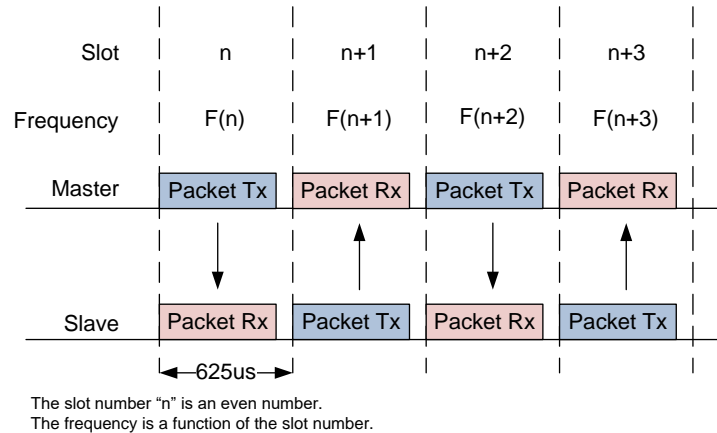 Slot n n+1 n+2 n+3
Frequency F(n) F(n+1) F(n+2) F(n+3)
Master Packet Tx Packet Rx Packet Tx Packet Rx
Slave Packet Rx Packet Tx Packet Rx Packet Tx
625us
The slot number “n” is an even number.
The frequency is a function of the slot number.